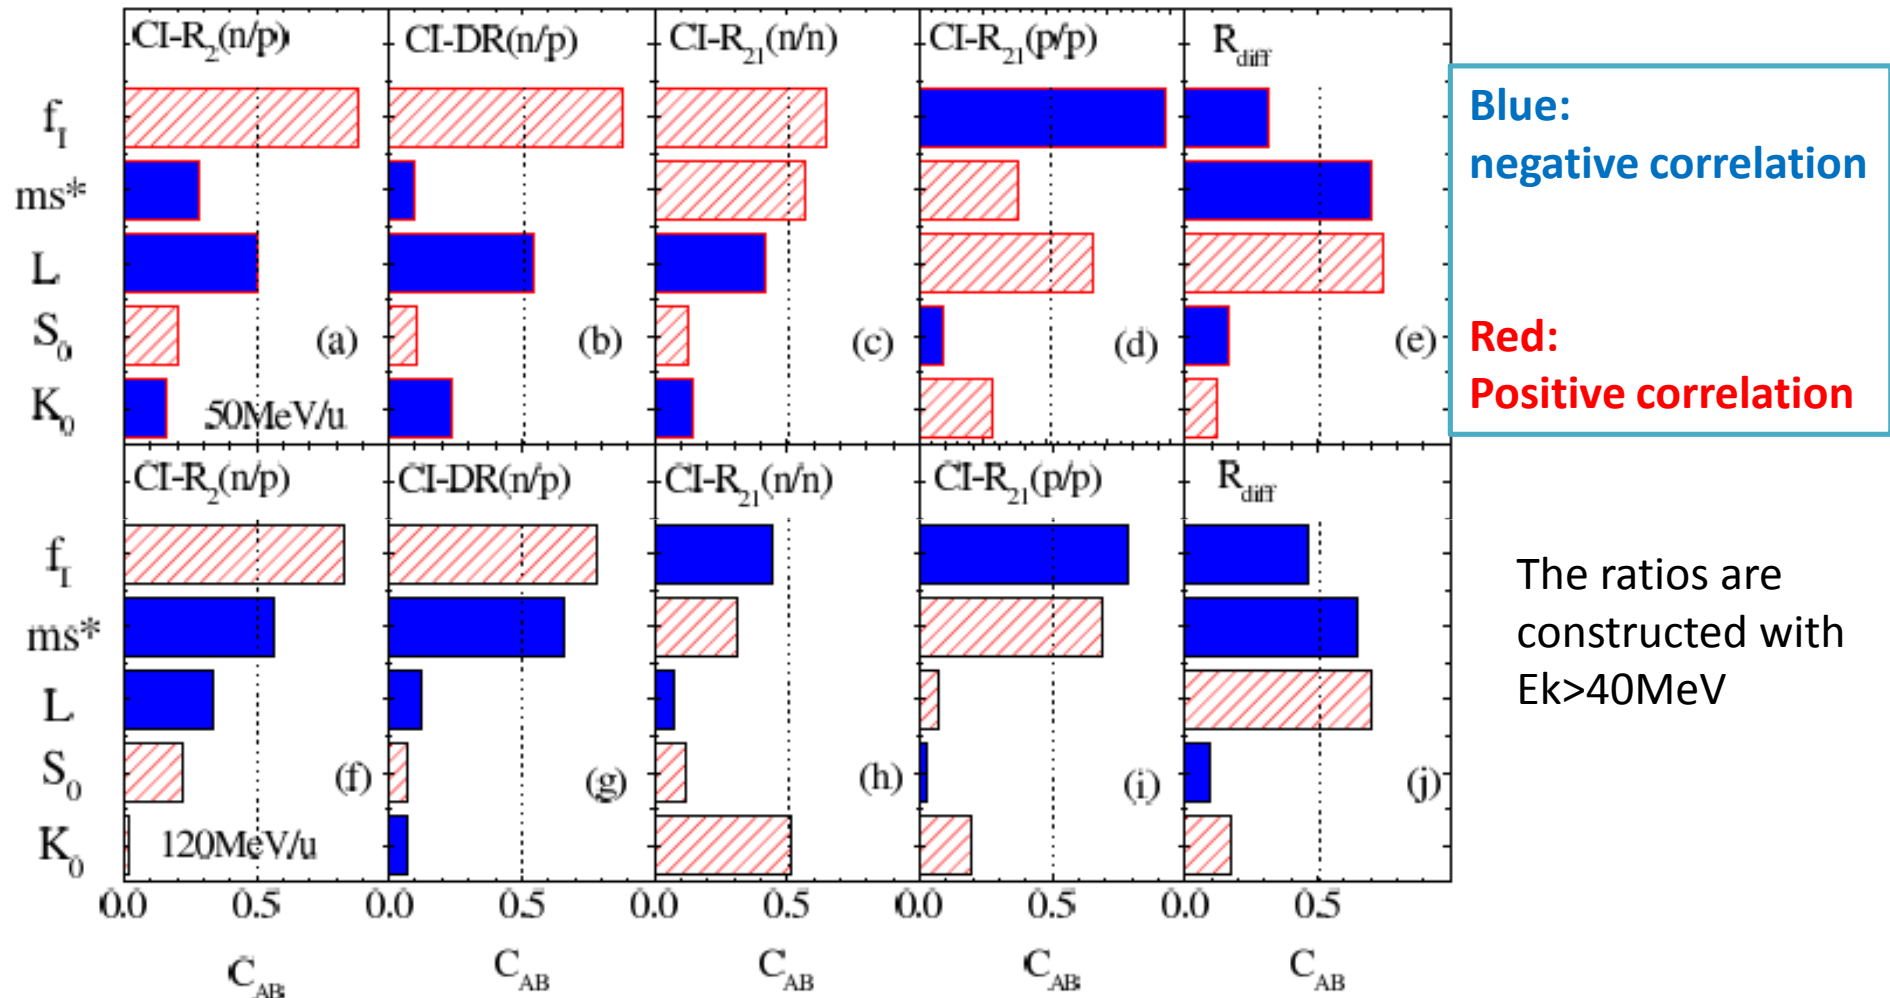 CI-R2(n/p) CI-DR(n/p) CI-R21(n/n) CI-R21(p/p) Rdiff
fI
ms*
L
S0 (a) (b) (c) (d) (e)
K0 50MeV/u
Blue:
negative correlation
Red:
Positive correlation
CI-R2(n/p) CI-DR(n/p) CI-R21(n/n) CI-R21(p/p) Rdiff
fI
ms*
L
S0 (f) (g) (h) (i) (j)
K0 120MeV/u
0.0 0.5 0.0 0.5 0.0 0.5 0.0 0.5 0.0 0.5
CAB CAB CAB CAB CAB
The ratios are
constructed with
Ek>40MeV